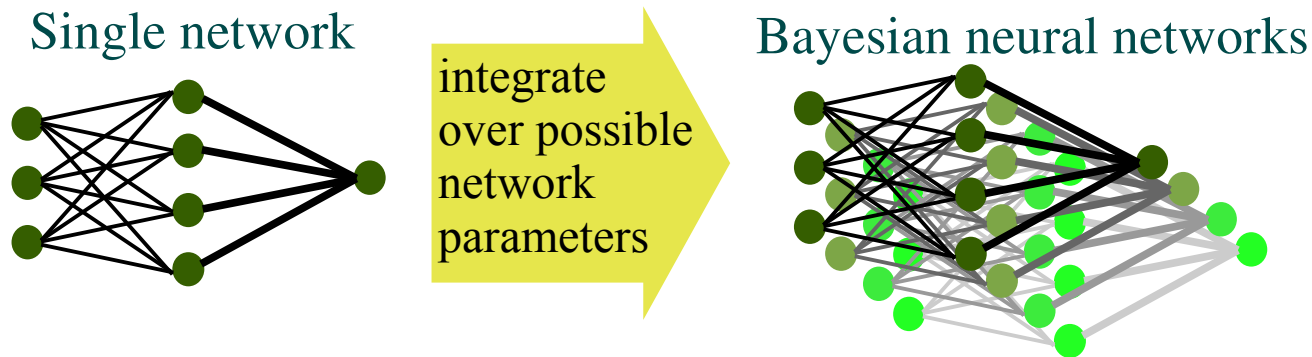 Single network
integrate
over possible
network
parameters
Bayesian neural networks